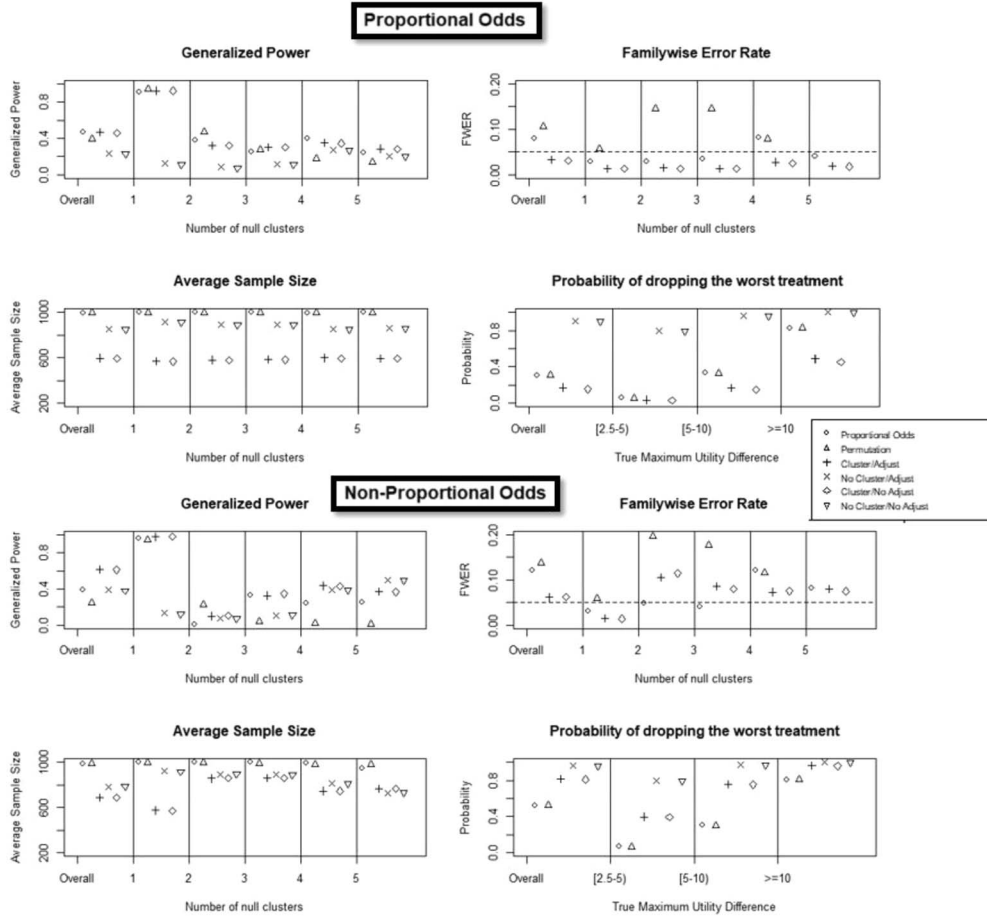 Proportional Odds
Generalized Power
Generalized Power
0.0 0.4 0.8
Overall 1 2 3 4 5
Number of null clusters
Familywise Error Rate
FWER
0.00 0.10 0.20
Overall 1 2 3 4 5
Number of null clusters
Average Sample Size
Average Sample Size
200 600 1000
Overall 1 2 3 4 5
Number of null clusters
Probability of dropping the worst treatment
Probability
0.0 0.4 0.8
Overall [2.5-5) [5-10) >=10
True Maximum Utility Difference
Proportional Odds
Permutation
Cluster/Adjust
No Cluster/Adjust
Cluster/No Adjust
No Cluster/No Adjust
Non-Proportional Odds
Generalized Power
Generalized Power
0.0 0.4 0.8
Overall 1 2 3 4 5
Number of null clusters
Familywise Error Rate
FWER
0.00 0.10 0.20
Overall 1 2 3 4 5
Number of null clusters
Average Sample Size
Average Sample Size
200 600 1000
Overall 1 2 3 4 5
Number of null clusters
Probability of dropping the worst treatment
Probability
0.0 0.4 0.8
Overall [2.5-5) [5-10) >=10
True Maximum Utility Difference